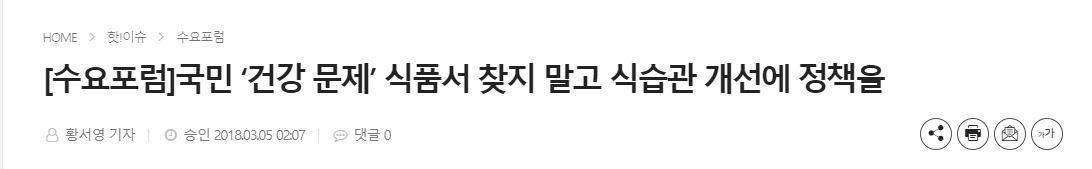 HOME > 핫!이슈 > 수요포럼
[수요포럼]국민 ‘건강 문제’ 식품서 찾지 말고 식습관 개선에 정책을
황서영 기자 | 승인 2018.03.05 02:07 | 댓글 0
가가